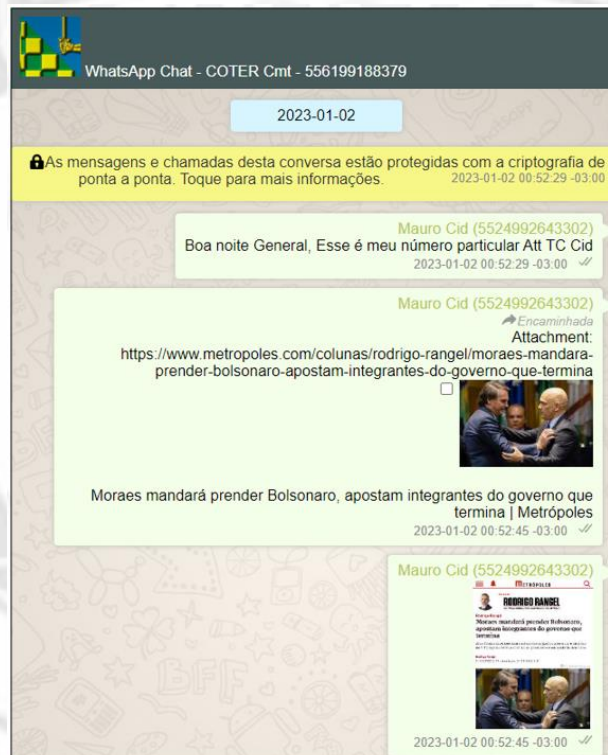 WhatsApp Chat - COTER Cmt - 556199188379
2023-01-02
As mensagens e chamadas desta conversa estão protegidas com a criptografia de
ponta a ponta. Toque para mais informações. 2023-01-02 00:52:29 -03:00
Mauro Cid (5524992643302)
Boa noite General, Esse é meu número particular Att TC Cid
2023-01-02 00:52:29 -03:00
Mauro Cid (5524992643302)
Encaminhada
Attachment:
https://www.metropoles.com/colunas/rodrigo-rangel/moraes-mandara-
prender-bolsonaro-apostam-integrantes-do-governo-que-termina
Moraes mandará prender Bolsonaro, apostam integrantes do governo que
termina | Metrópoles
2023-01-02 00:52:45 -03:00
Mauro Cid (5524992643302)
METRÓPOLES
RODRIGO RANGEL
Moraes mandará prender Bolsonaro,
apostam integrantes do governo que
termina
2023-01-02 00:52:45 -03:00